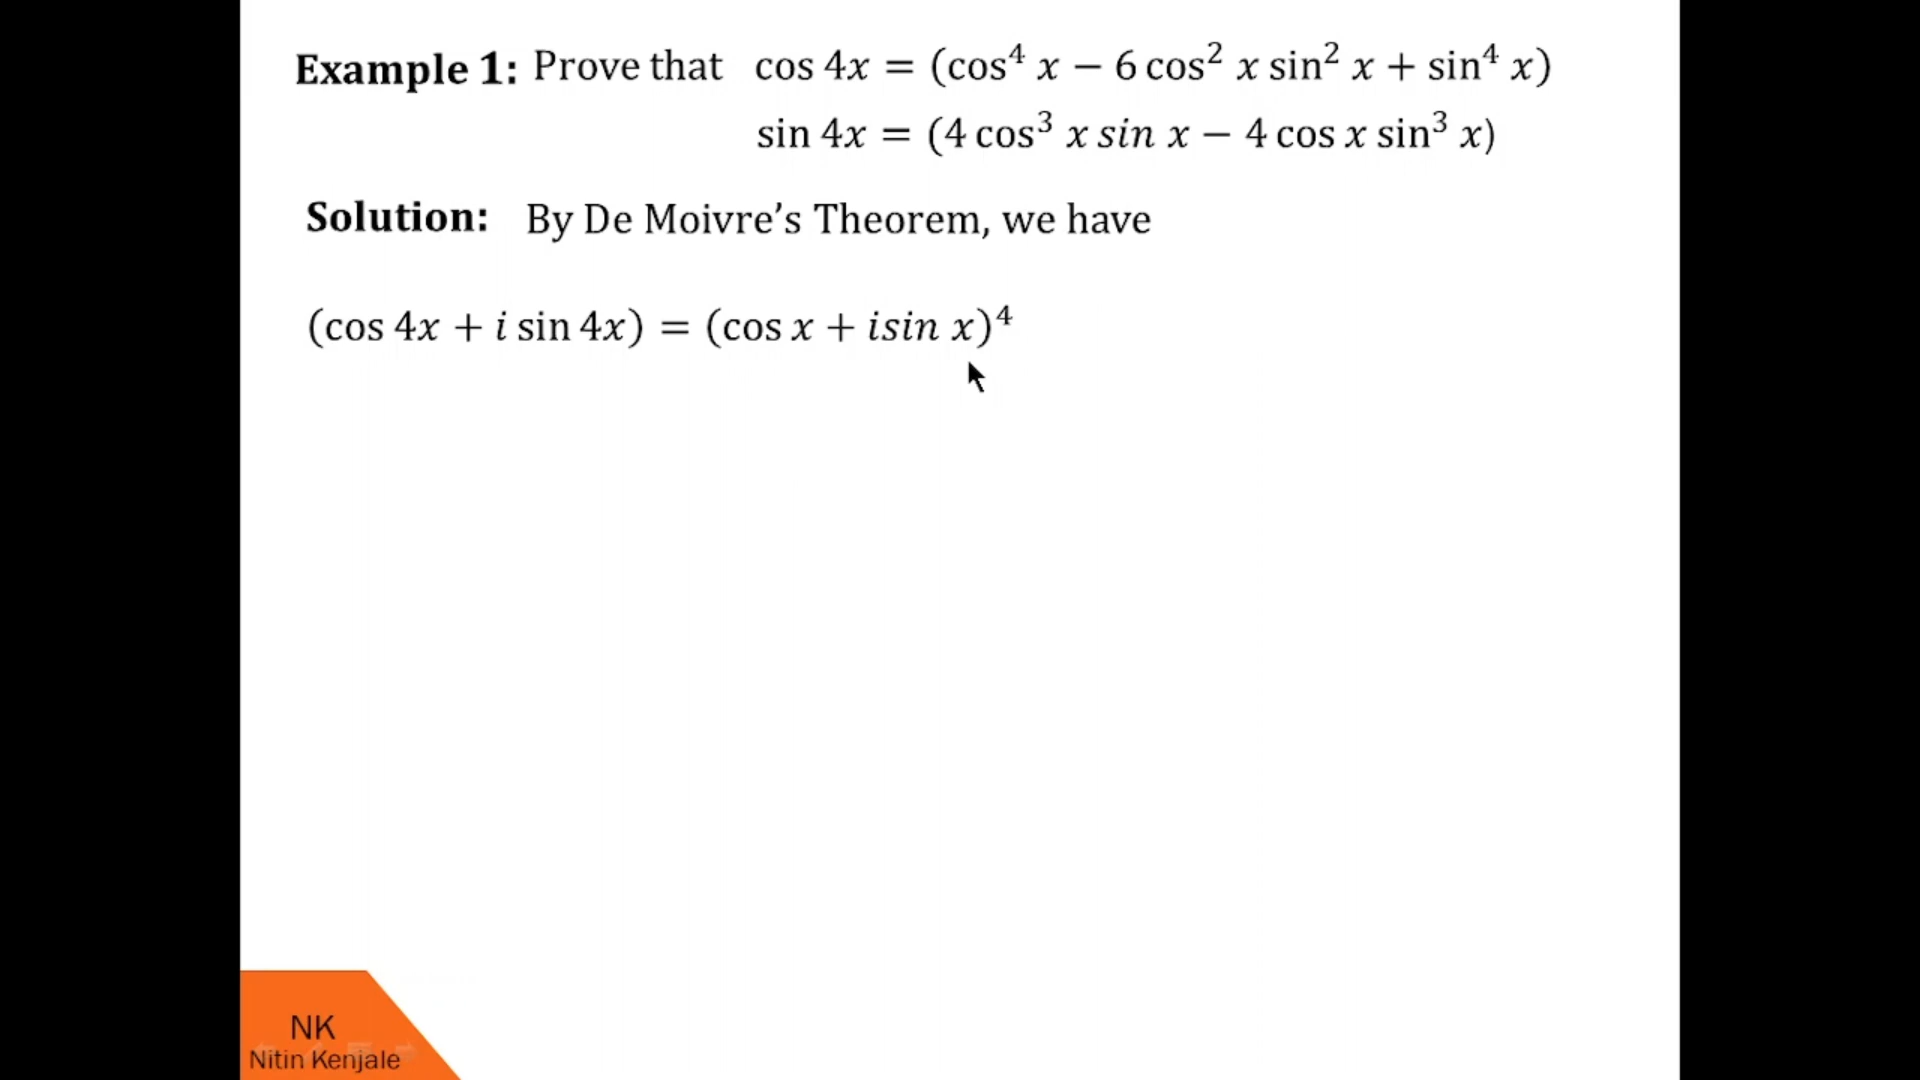 Example 1: Prove that cos 4x = (cos⁴ x − 6 cos² x sin² x + sin⁴ x)
sin 4x = (4 cos³ x sin x − 4 cos x sin³ x)
Solution: By De Moivre’s Theorem, we have
(cos 4x + i sin 4x) = (cos x + isin x)⁴
NK
Nitin Kenjale